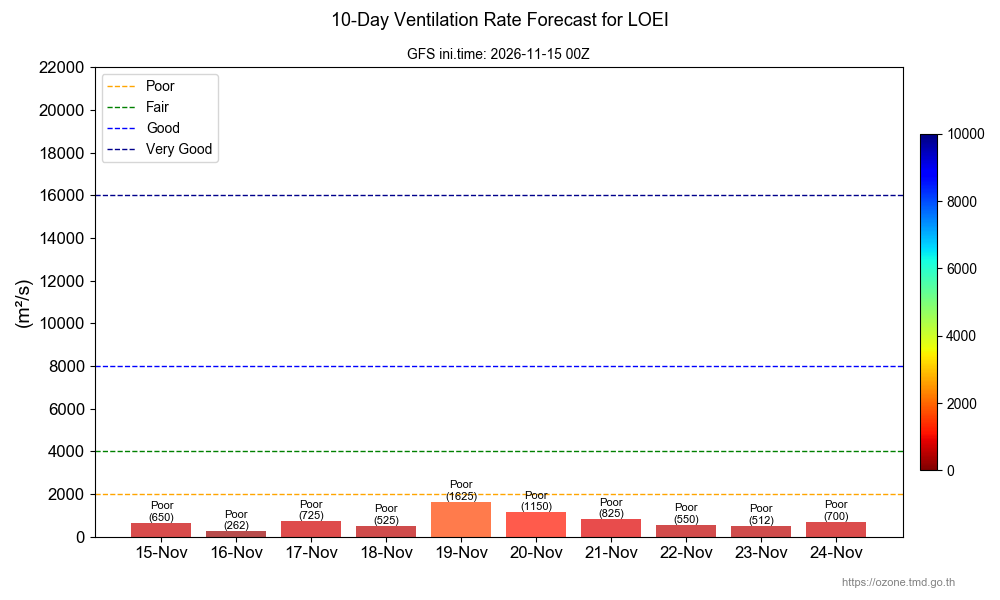 10-Day Ventilation Rate Forecast for LOEI
GFS ini.time: 2026-11-15 00Z
22000
20000
18000
16000
14000
12000
10000
8000
6000
4000
2000
0
(m²/s)
Poor
Fair
Good
Very Good
Poor
(650)
Poor
(262)
Poor
(725)
Poor
(525)
Poor
(1625)
Poor
(1150)
Poor
(825)
Poor
(550)
Poor
(512)
Poor
(700)
15-Nov 16-Nov 17-Nov 18-Nov 19-Nov 20-Nov 21-Nov 22-Nov 23-Nov 24-Nov
10000
8000
6000
4000
2000
0
https://ozone.tmd.go.th